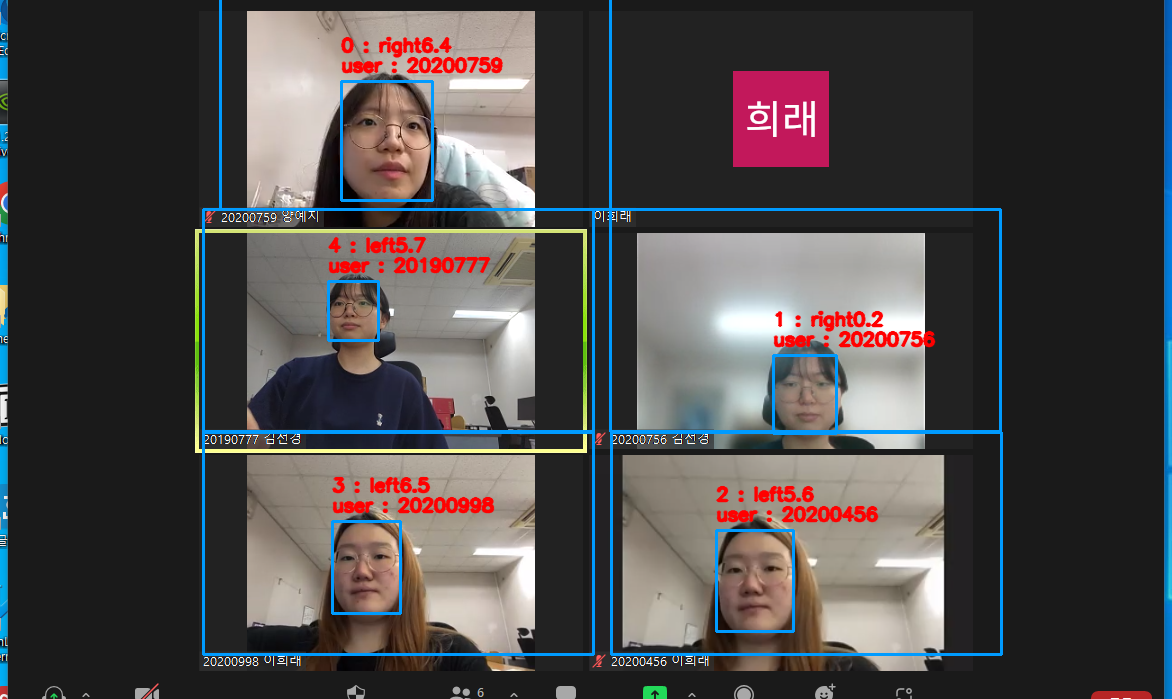 0 : right6.4
user : 20200759
희래
20200759 양예지
이희래
4 : left5.7
user : 20190777
1 : right0.2
user : 20200756
20190777 김선경
20200756 김선경
3 : left6.5
user : 20200998
2 : left5.6
user : 20200456
20200998 이희래
20200456 이희래
6